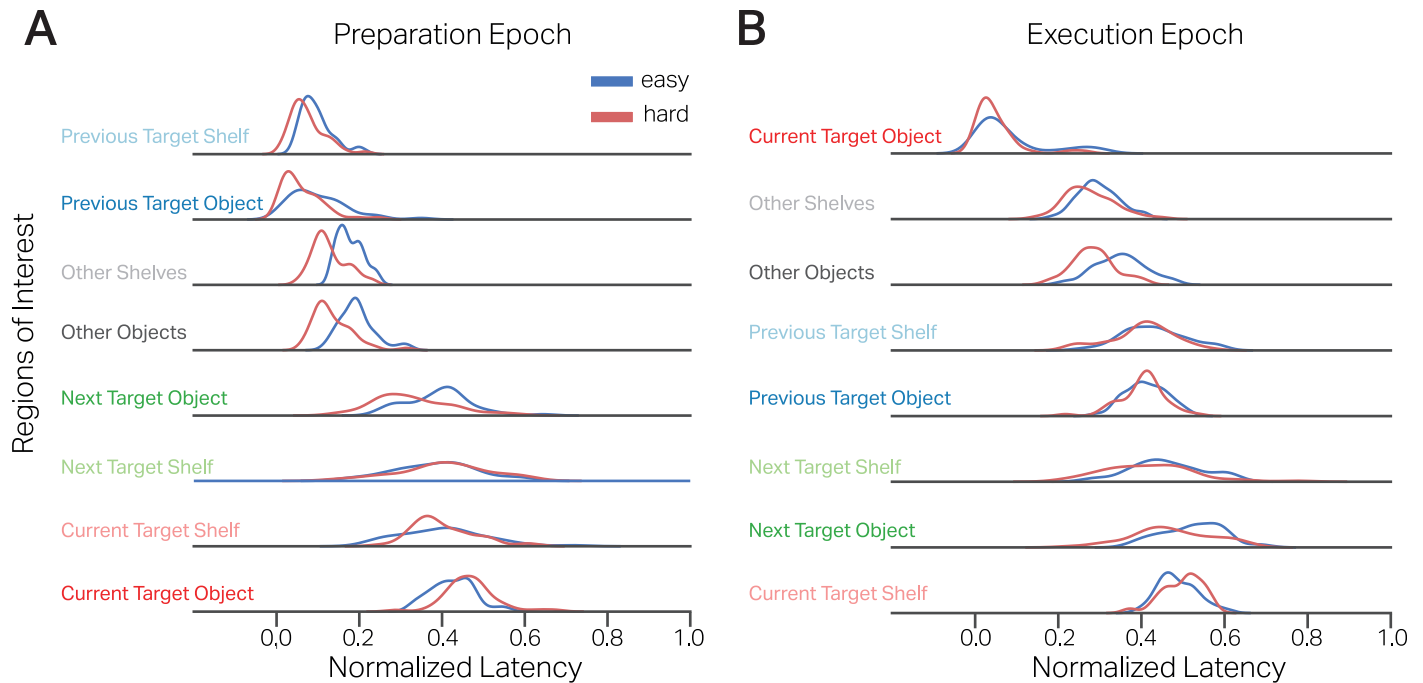 A
Preparation Epoch
easy
hard
Regions of Interest
Previous Target Shelf
Previous Target Object
Other Shelves
Other Objects
Next Target Object
Next Target Shelf
Current Target Shelf
Current Target Object
0.0 0.2 0.4 0.6 0.8 1.0
Normalized Latency
B
Execution Epoch
Current Target Object
Other Shelves
Other Objects
Previous Target Shelf
Previous Target Object
Next Target Shelf
Next Target Object
Current Target Shelf
0.0 0.2 0.4 0.6 0.8 1.0
Normalized Latency